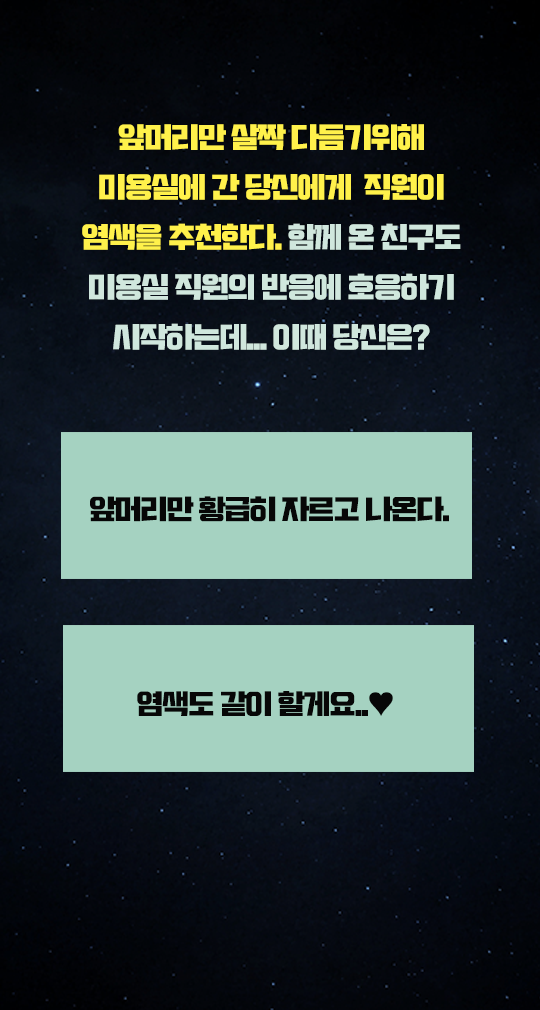 앞머리만 살짝 다듬기위해
미용실에 간 당신에게 직원이
염색을 추천한다. 함께 온 친구도
미용실 직원의 반응에 호응하기
시작하는데... 이때 당신은?
앞머리만 황급히 자르고 나온다.
염색도 같이 할게요..♥